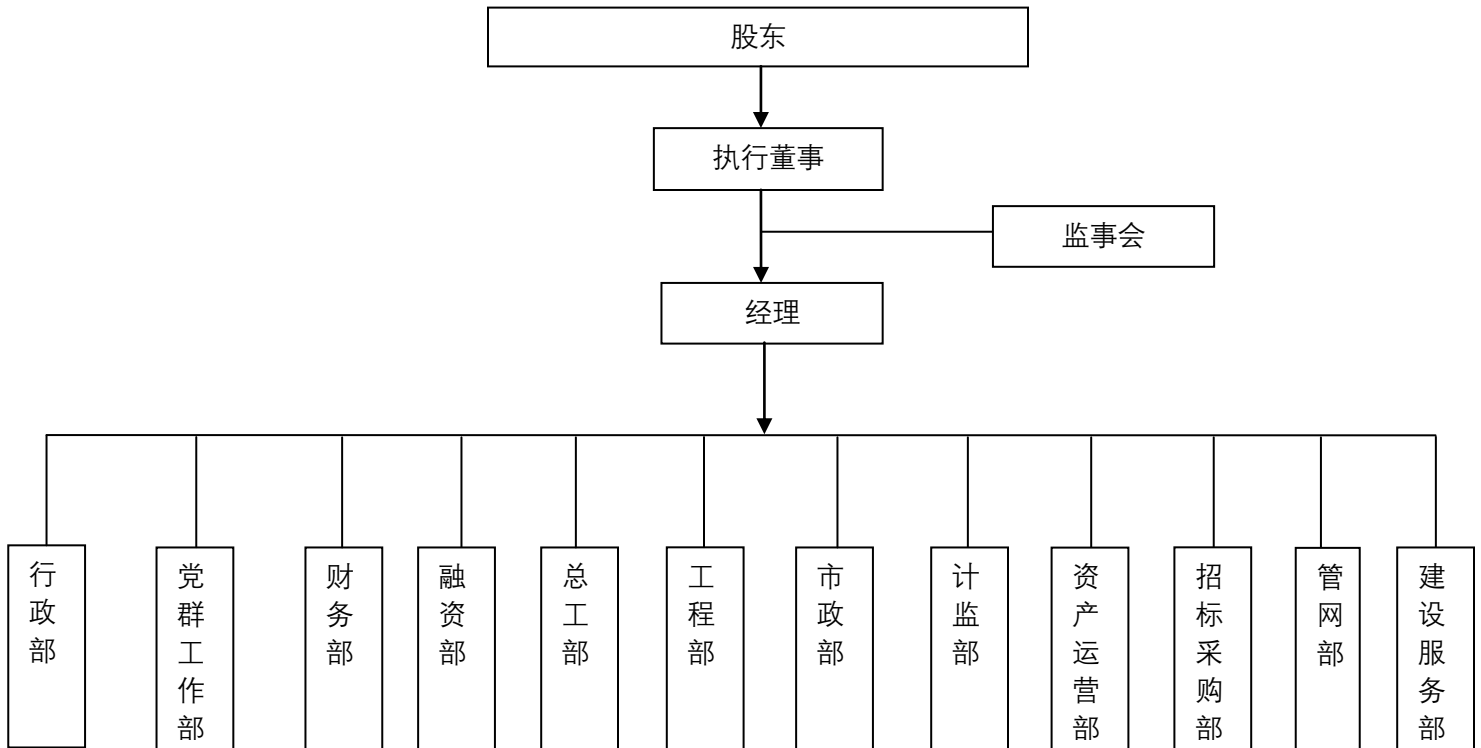 股东
执行董事
监事会
经理
行政部
党群工作部
财务部
融资部
总工部
工程部
市政部
计监部
资产运营部
招标采购部
管网部
建设服务部